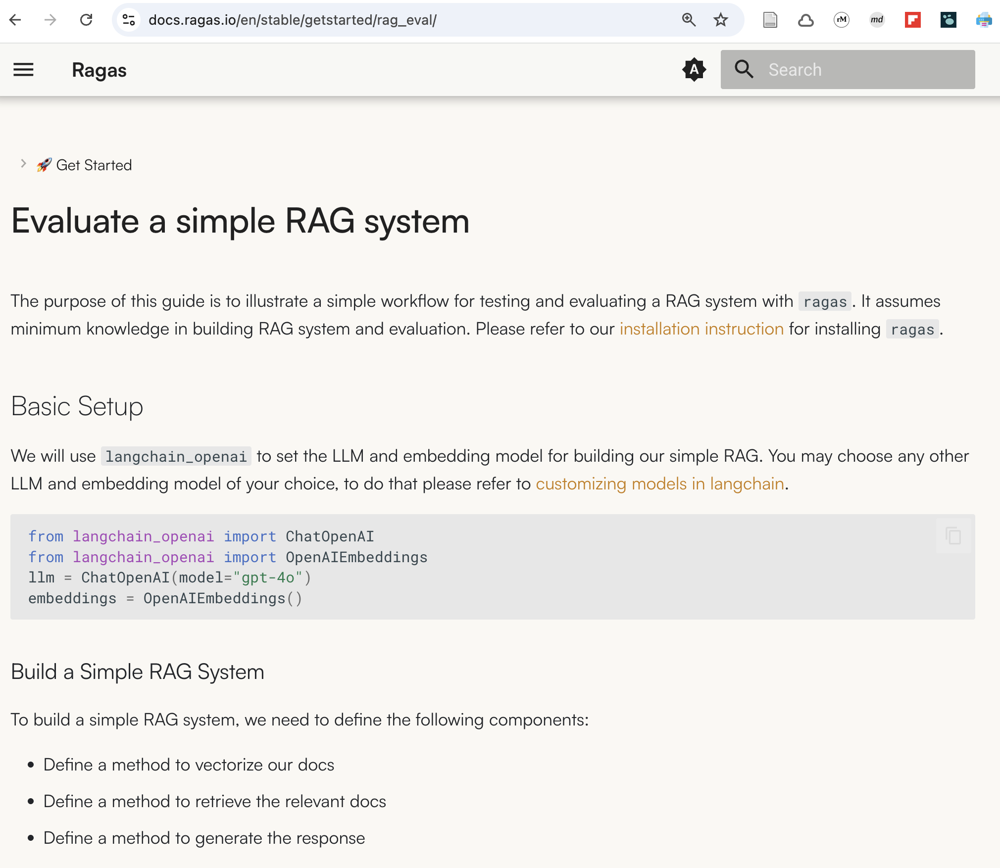 docs.ragas.io/en/stable/getstarted/rag_eval/
rM
md
Ragas
A
Search
Get Started
Evaluate a simple RAG system
The purpose of this guide is to illustrate a simple workflow for testing and evaluating a RAG system with ragas. It assumes
minimum knowledge in building RAG system and evaluation. Please refer to our installation instruction for installing ragas.
Basic Setup
We will use langchain_openai to set the LLM and embedding model for building our simple RAG. You may choose any other
LLM and embedding model of your choice, to do that please refer to customizing models in langchain.
from langchain_openai import ChatOpenAI
from langchain_openai import OpenAIEmbeddings
llm = ChatOpenAI(model="gpt-4o")
embeddings = OpenAIEmbeddings()
Build a Simple RAG System
To build a simple RAG system, we need to define the following components:
• Define a method to vectorize our docs
• Define a method to retrieve the relevant docs
• Define a method to generate the response